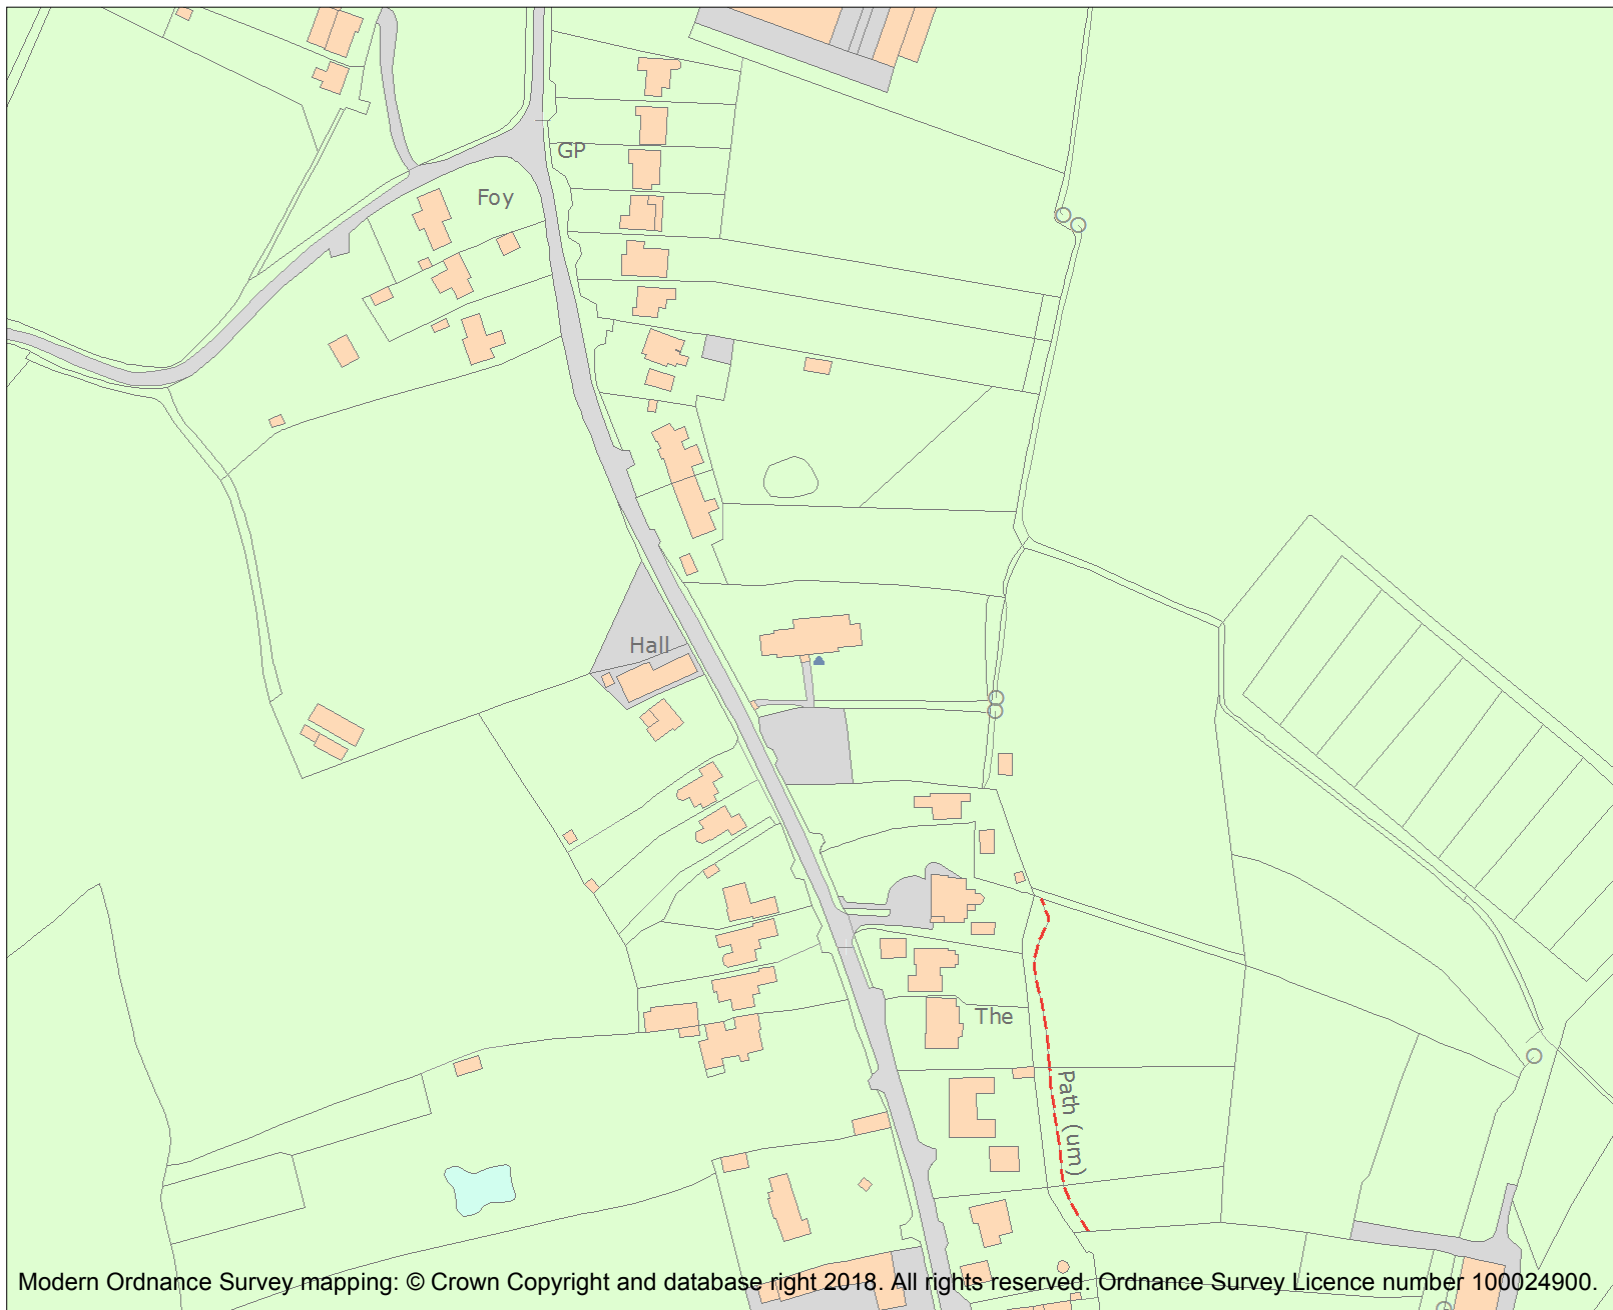 GP
Foy
Hall
The
Path (um)
Modern Ordnance Survey mapping: © Crown Copyright and database right 2018. All rights reserved. Ordnance Survey Licence number 100024900.